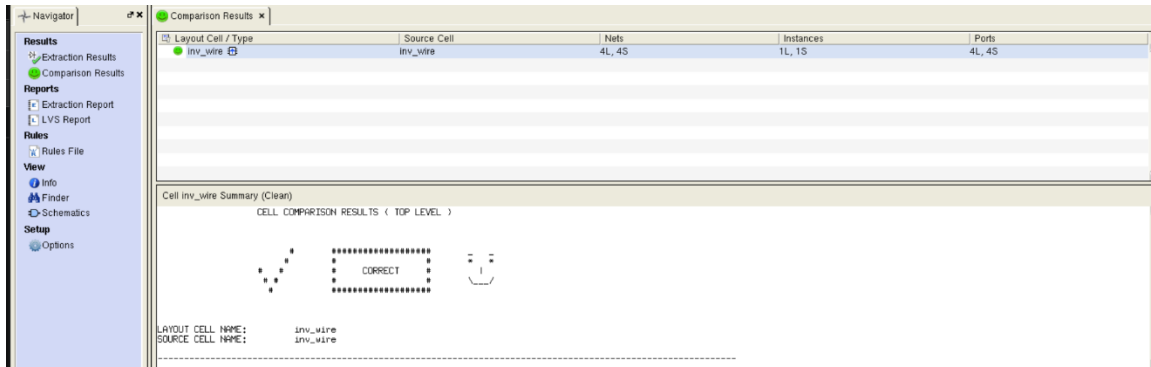 Navigator
Results
Extraction Results
Comparison Results
Reports
Extraction Report
LVS Report
Rules
Rules File
View
Info
Finder
Schematics
Setup
Options
Comparison Results
Layout Cell / Type Source Cell Nets Instances Ports
inv_wire inv_wire 4L, 4S 1L, 1S 4L, 4S
Cell inv_wire Summary (Clean)
CELL COMPARISON RESULTS ( TOP LEVEL )
CORRECT
LAYOUT CELL NAME: inv_wire
SOURCE CELL NAME: inv_wire